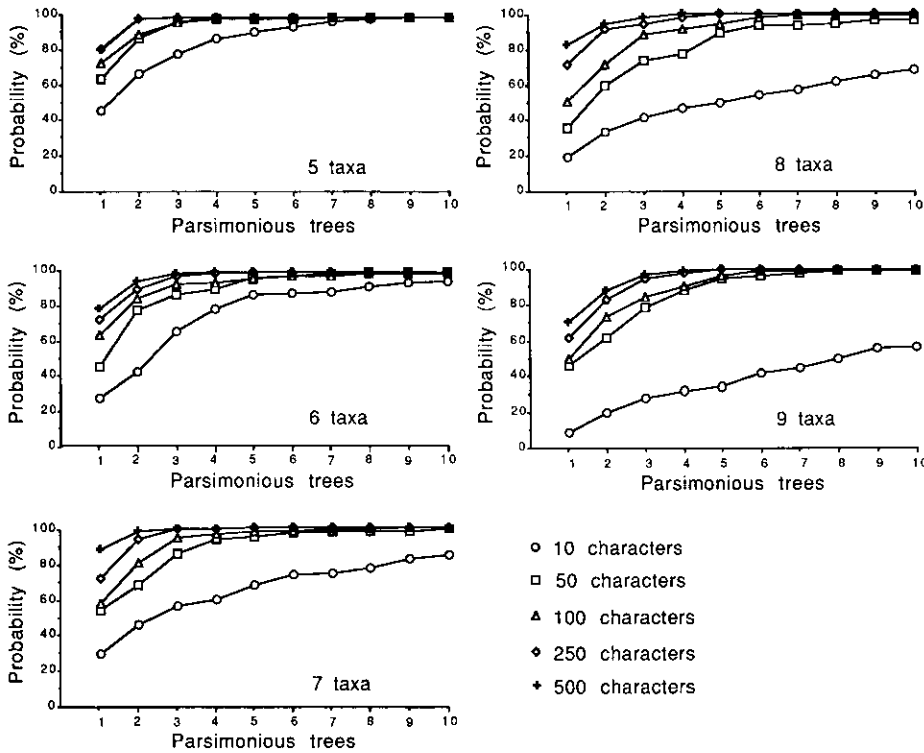 Probability (%)
100
80
60
40
20
0
5 taxa
1 2 3 4 5 6 7 8 9 10
Parsimonious trees
Probability (%)
100
80
60
40
20
0
8 taxa
1 2 3 4 5 6 7 8 9 10
Parsimonious trees
Probability (%)
100
80
60
40
20
0
6 taxa
1 2 3 4 5 6 7 8 9 10
Parsimonious trees
Probability (%)
100
80
60
40
20
0
9 taxa
1 2 3 4 5 6 7 8 9 10
Parsimonious trees
Probability (%)
100
80
60
40
20
0
7 taxa
1 2 3 4 5 6 7 8 9 10
Parsimonious trees
10 characters
50 characters
100 characters
250 characters
500 characters